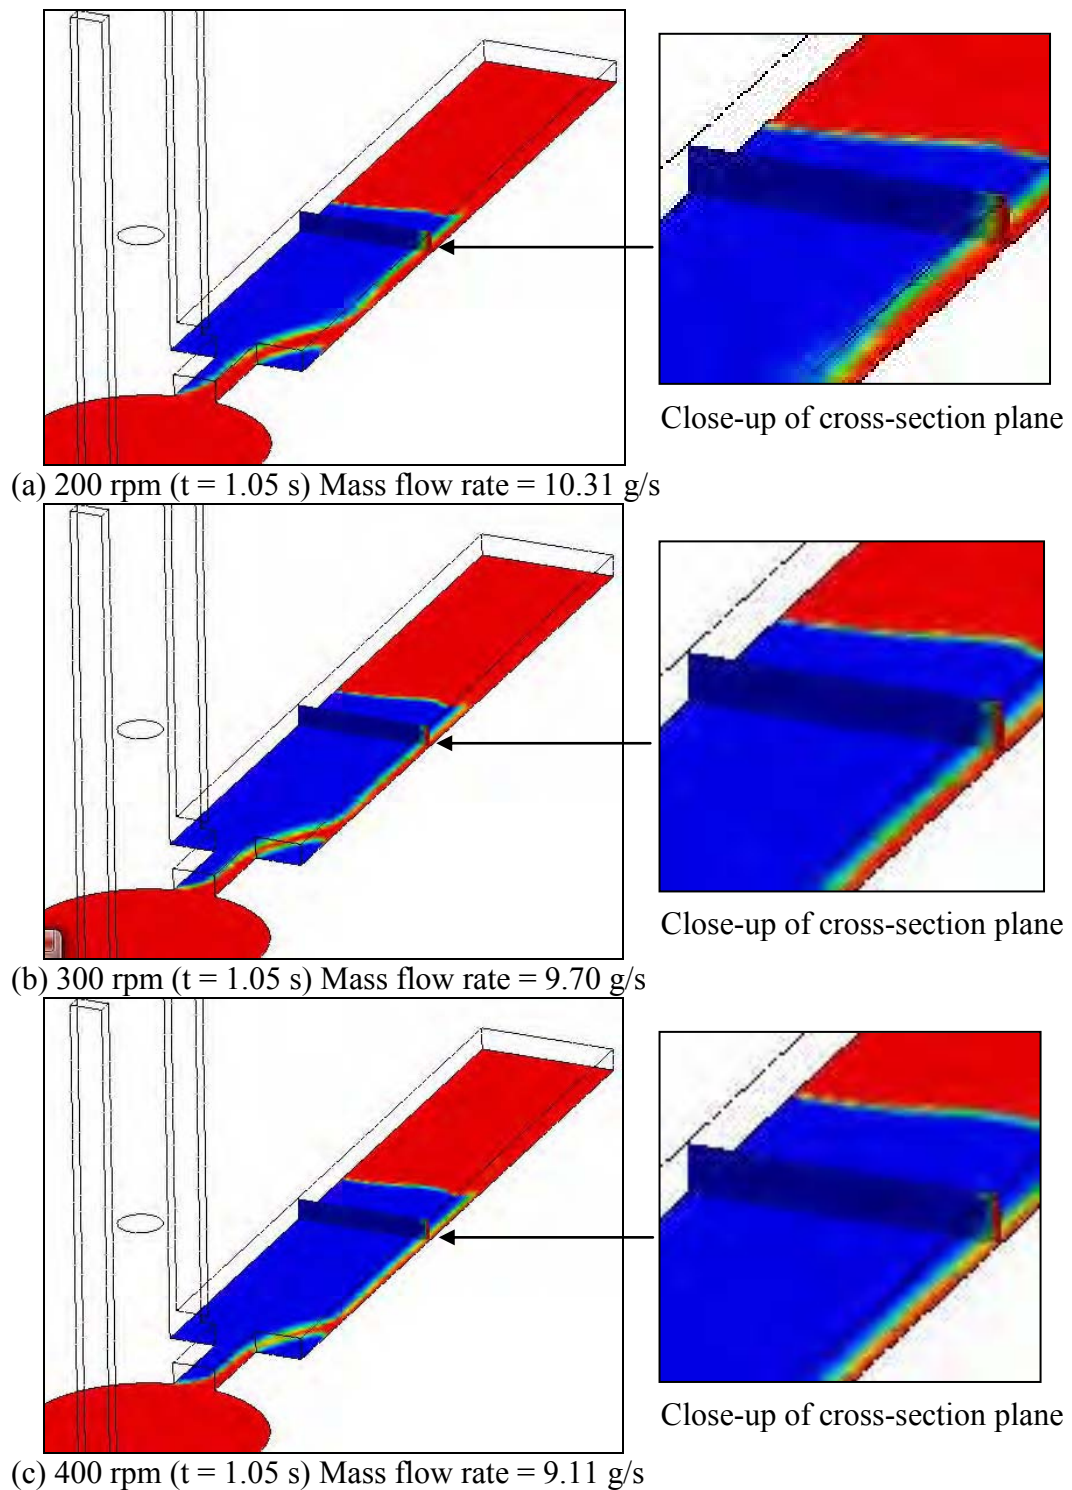 Close-up of cross-section plane
(a) 200 rpm (t = 1.05 s) Mass flow rate = 10.31 g/s
Close-up of cross-section plane
(b) 300 rpm (t = 1.05 s) Mass flow rate = 9.70 g/s
Close-up of cross-section plane
(c) 400 rpm (t = 1.05 s) Mass flow rate = 9.11 g/s